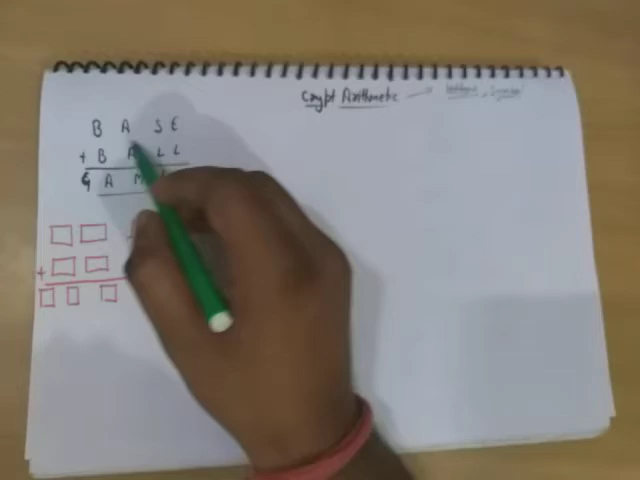 Crypt Arithmetic
B A S E
+ B A L L
G A M
+